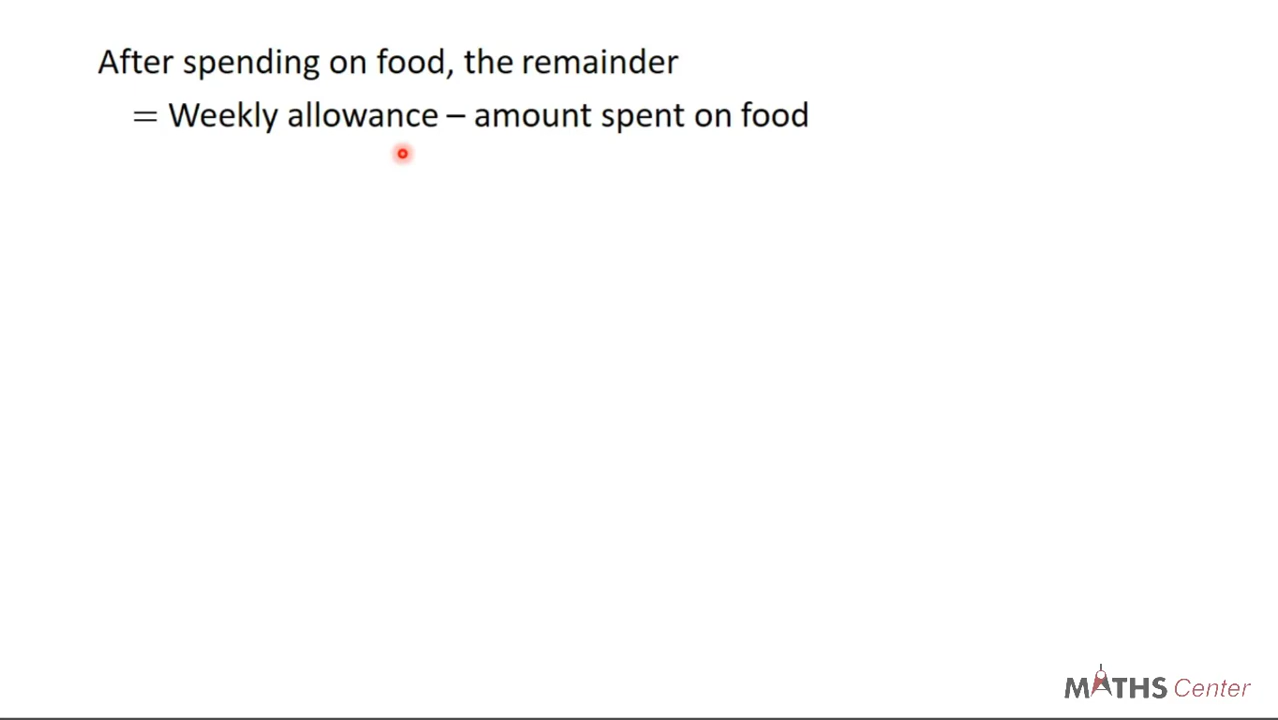 After spending on food, the remainder
= Weekly allowance – amount spent on food
MATHS Center